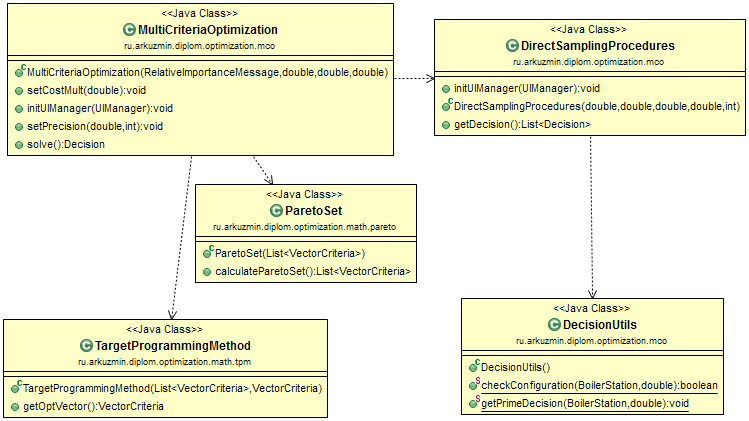 <<Java Class>>
MultiCriteriaOptimization
ru.arkuzmin.diplom.optimization.mco
MultiCriteriaOptimization(RelativeImportanceMessage,double,double,double)
setCostMult(double):void
initUIManager(UIManager):void
setPrecision(double,int):void
solve():Decision
<<Java Class>>
DirectSamplingProcedures
ru.arkuzmin.diplom.optimization.mco
initUIManager(UIManager):void
DirectSamplingProcedures(double,double,double,double,int)
getDecision():List<Decision>
<<Java Class>>
ParetoSet
ru.arkuzmin.diplom.optimization.math.pareto
ParetoSet(List<VectorCriteria>)
calculateParetoSet():List<VectorCriteria>
<<Java Class>>
TargetProgrammingMethod
ru.arkuzmin.diplom.optimization.math.tpm
TargetProgrammingMethod(List<VectorCriteria>,VectorCriteria)
getOptVector():VectorCriteria
<<Java Class>>
DecisionUtils
ru.arkuzmin.diplom.optimization.mco
DecisionUtils()
checkConfiguration(BoilerStation,double):boolean
getPrimeDecision(BoilerStation,double):void